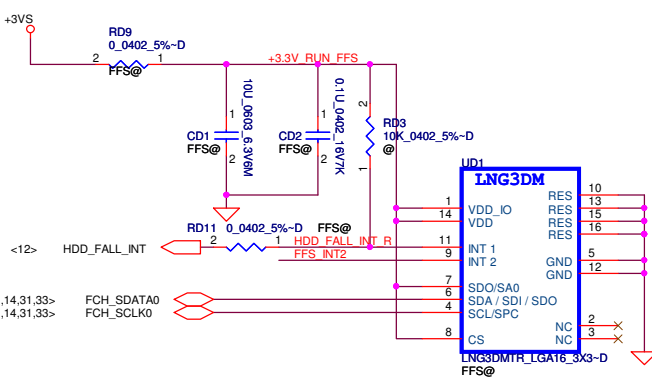 +3VS
RD9
0_0402_5%~D
2 1
FFS@
+3.3V_RUN_FFS
1
CD1
FFS@
2
10U_0603_6.3V6M
1
CD2
FFS@
2
0.1U_0402_16V7K
2
RD3
10K_0402_5%~D
@
1
UD1
LNG3DM
1 VDD_IO
14 VDD
11 INT 1
9 INT 2
7 SDO/SA0
6 SDA / SDI / SDO
4 SCL/SPC
8 CS
RES 10
RES 13
RES 15
RES 16
GND 5
GND 12
NC 2
NC 3
LNG3DMTR_LGA16_3X3~D
FFS@
RD11 0_0402_5%~D FFS@
<12> HDD_FALL_INT 2 1 HDD_FALL_INT_R
FFS_INT2
,14,31,33> FCH_SDATA0
,14,31,33> FCH_SCLK0